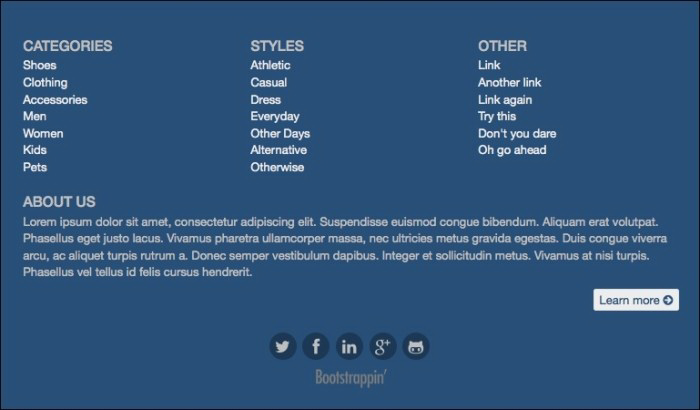 CATEGORIES
Shoes
Clothing
Accessories
Men
Women
Kids
Pets
STYLES
Athletic
Casual
Dress
Everyday
Other Days
Alternative
Otherwise
OTHER
Link
Another link
Link again
Try this
Don't you dare
Oh go ahead
ABOUT US
Lorem ipsum dolor sit amet, consectetur adipiscing elit. Suspendisse euismod congue bibendum. Aliquam erat volutpat.
Phasellus eget justo lacus. Vivamus pharetra ullamcorper massa, nec ultricies metus gravida egestas. Duis congue viverra
arcu, ac aliquet turpis rutrum a. Donec semper vestibulum dapibus. Integer et sollicitudin metus. Vivamus at nisi turpis.
Phasellus vel tellus id felis cursus hendrerit.
Learn more
f in g+
Bootstrappin'